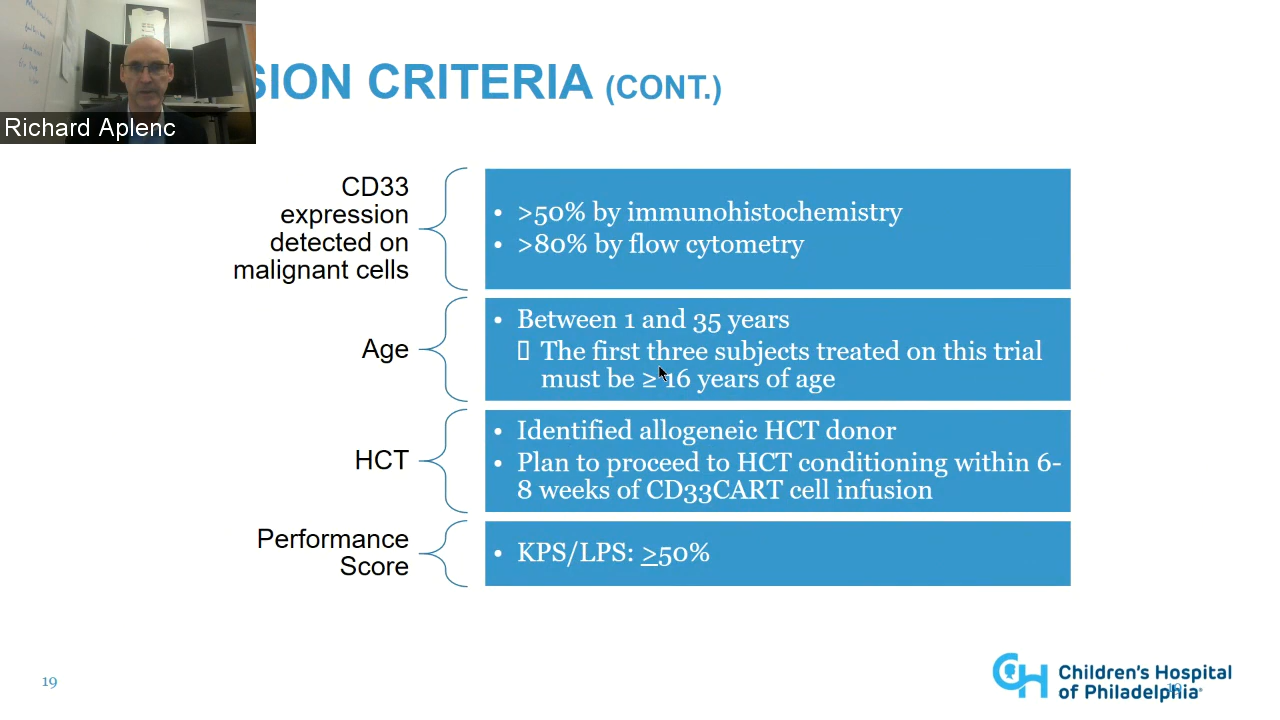 SION CRITERIA (CONT.)
Richard Aplenc
CD33
expression
detected on
malignant cells
• >50% by immunohistochemistry
• >80% by flow cytometry
Age
• Between 1 and 35 years
The first three subjects treated on this trial
must be ≥ 16 years of age
HCT
• Identified allogeneic HCT donor
• Plan to proceed to HCT conditioning within 6-
8 weeks of CD33CART cell infusion
Performance
Score
• KPS/LPS: ≥50%
19
CH
Children's Hospital
of Philadelphia